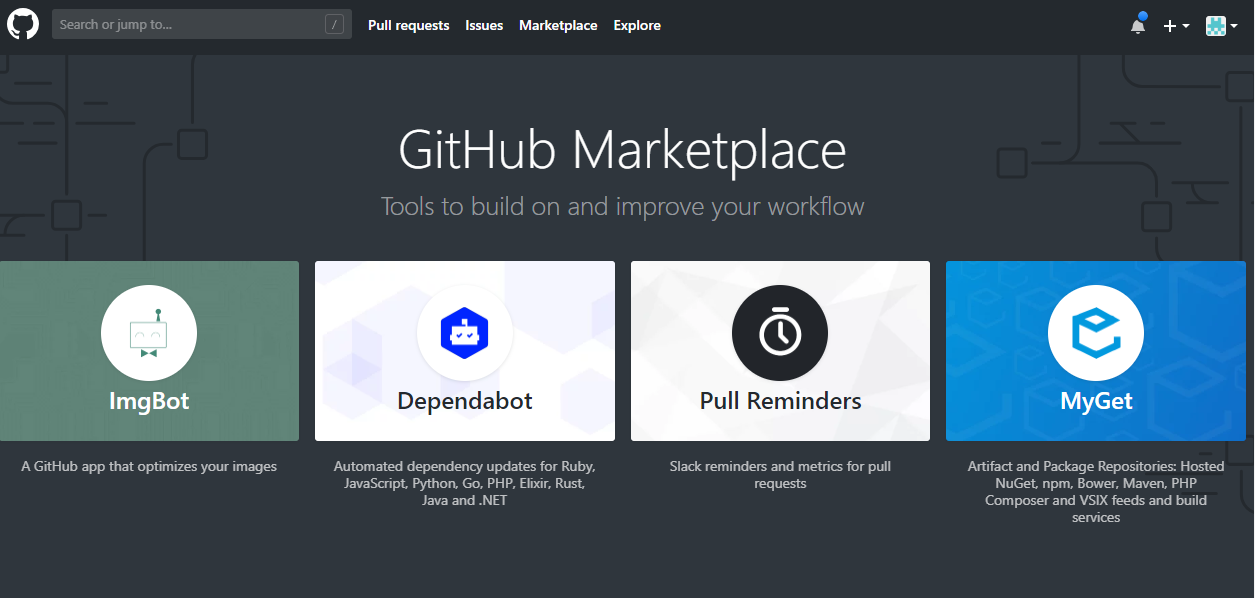 Search or jump to...
/
Pull requests
Issues
Marketplace
Explore
GitHub Marketplace
Tools to build on and improve your workflow
ImgBot
A GitHub app that optimizes your images
Dependabot
Automated dependency updates for Ruby,
JavaScript, Python, Go, PHP, Elixir, Rust,
Java and .NET
Pull Reminders
Slack reminders and metrics for pull
requests
MyGet
Artifact and Package Repositories: Hosted
NuGet, npm, Bower, Maven, PHP
Composer and VSIX feeds and build
services